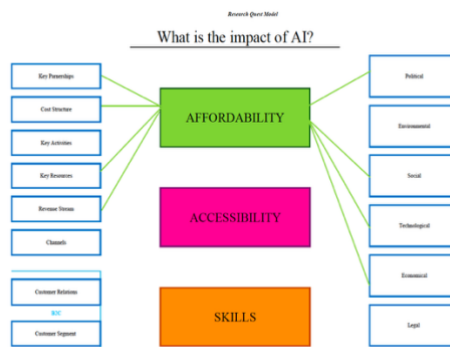 Research Quest Model
What is the impact of AI?
Key Partnerships
Cost Structure
Key Activities
Key Resources
Revenue Stream
Channels
Customer Relations
B2C
Customer Segment
AFFORDABILITY
ACCESSIBILITY
SKILLS
Political
Environmental
Social
Technological
Economical
Legal